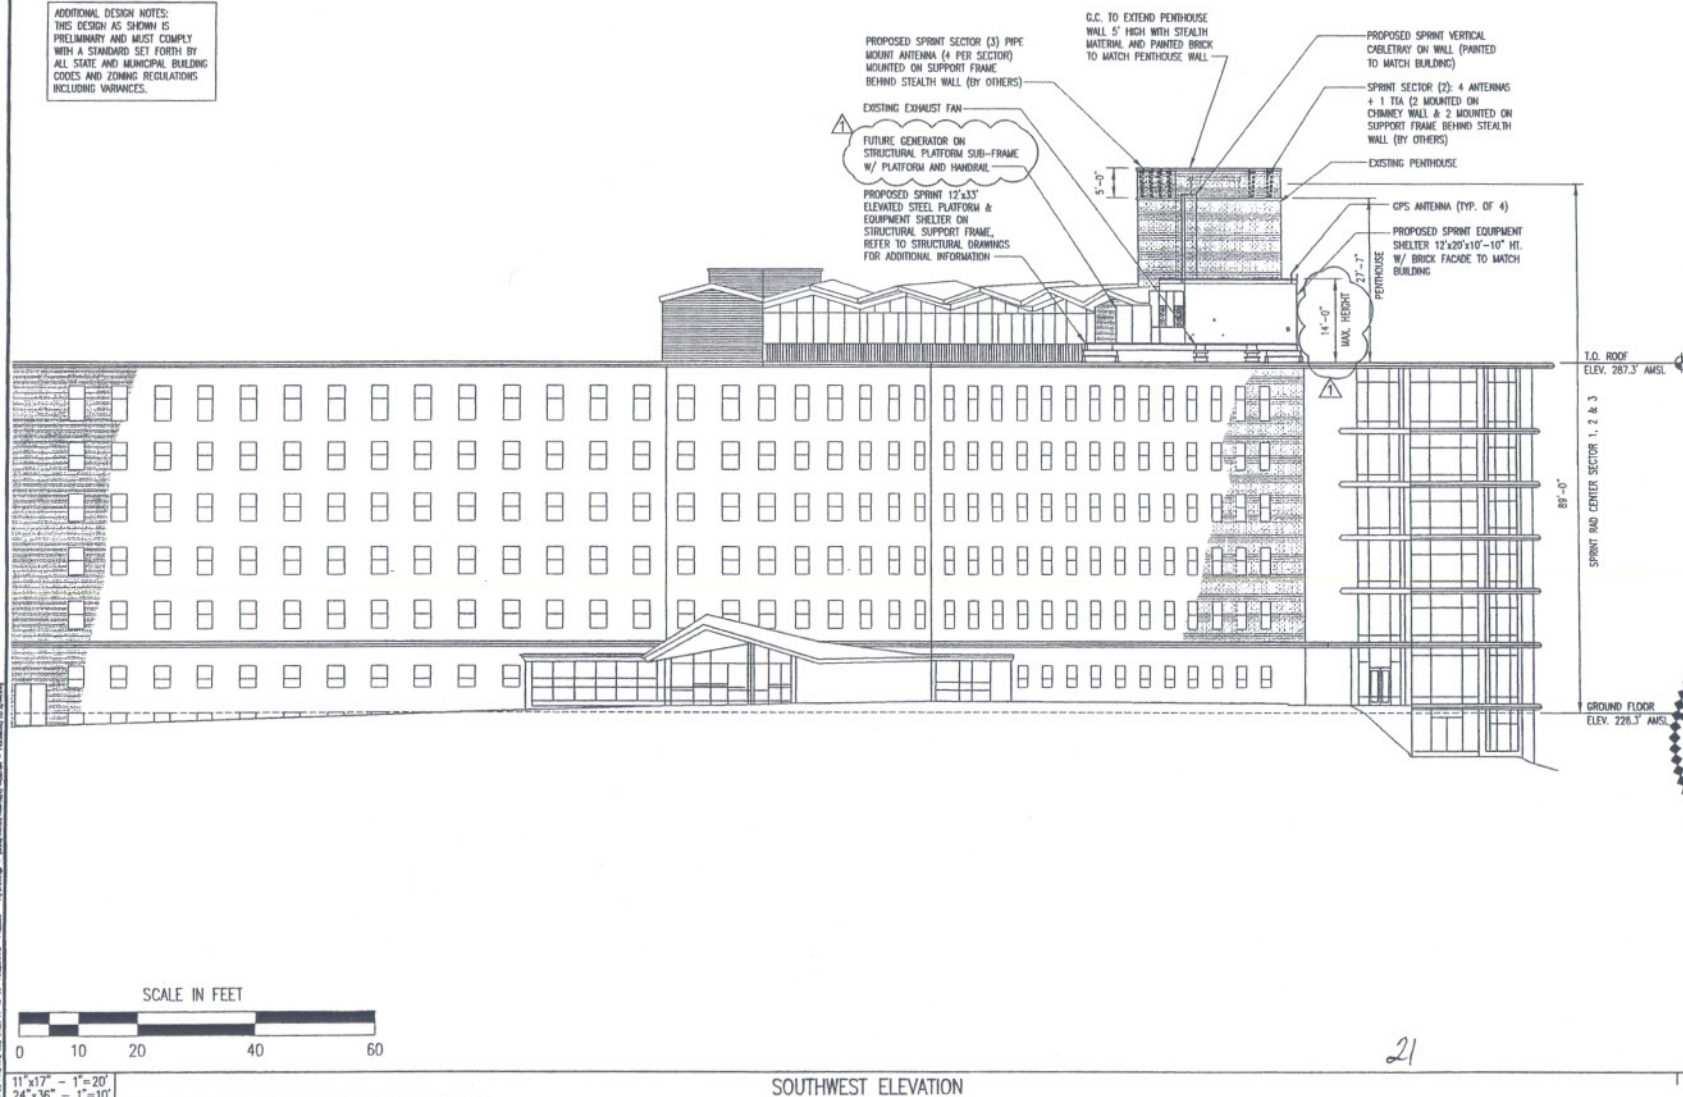 ADDITIONAL DESIGN NOTES:
THIS DESIGN AS SHOWN IS
PRELIMINARY AND MUST COMPLY
WITH A STANDARD SET FORTH BY
ALL STATE AND MUNICIPAL BUILDING
CODES AND ZONING REGULATIONS
INCLUDING VARIANCES.
PROPOSED SPRINT SECTOR (3) PIPE
MOUNT ANTENNA (4 PER SECTOR)
MOUNTED ON SUPPORT FRAME
BEHIND STEALTH WALL (BY OTHERS)
EXISTING EXHAUST FAN
1
FUTURE GENERATOR ON
STRUCTURAL PLATFORM SUB-FRAME
W/ PLATFORM AND HANDRAIL
PROPOSED SPRINT 12'x33'
ELEVATED STEEL PLATFORM &
EQUIPMENT SHELTER ON
STRUCTURAL SUPPORT FRAME,
REFER TO STRUCTURAL DRAWINGS
FOR ADDITIONAL INFORMATION
G.C. TO EXTEND PENTHOUSE
WALL 5' HIGH WITH STEALTH
MATERIAL AND PAINTED BRICK
TO MATCH PENTHOUSE WALL
PROPOSED SPRINT VERTICAL
CABLETRAY ON WALL (PAINTED
TO MATCH BUILDING)
SPRINT SECTOR (2): 4 ANTENNAS
+ 1 TTA (2 MOUNTED ON
CHIMNEY WALL & 2 MOUNTED ON
SUPPORT FRAME BEHIND STEALTH
WALL (BY OTHERS)
EXISTING PENTHOUSE
GPS ANTENNA (TYP. OF 4)
PROPOSED SPRINT EQUIPMENT
SHELTER 12'x20'x10'-10" HT.
W/ BRICK FACADE TO MATCH
BUILDING
5'-0"
27'-7"
PENTHOUSE
14'-0"
MAX. HEIGHT
1
T.O. ROOF
ELEV. 287.3' AMSL
89'-0"
SPRINT RAD CENTER SECTOR 1, 2 & 3
GROUND FLOOR
ELEV. 226.3' AMSL
SCALE IN FEET
0 10 20 40 60
21
11"x17" - 1"=20'
24"x36" - 1"=10'
SOUTHWEST ELEVATION